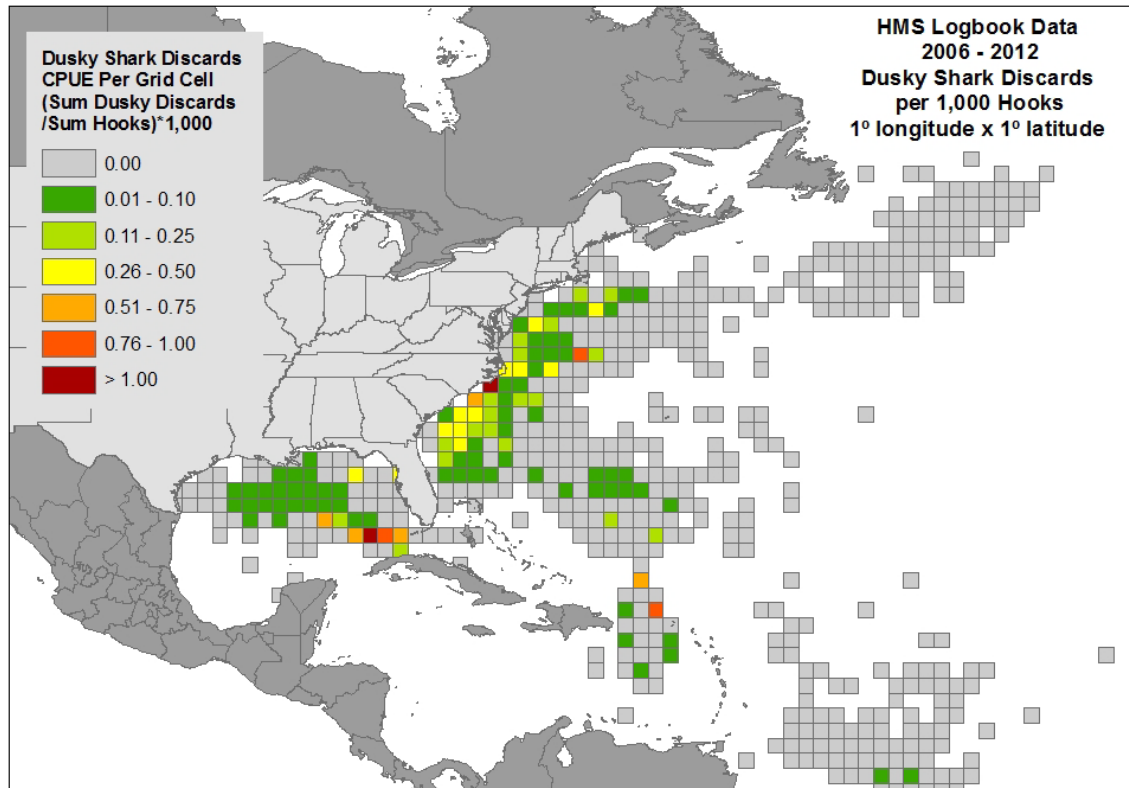 Dusky Shark Discards
CPUE Per Grid Cell
(Sum Dusky Discards
/Sum Hooks)*1,000
0.00
0.01 - 0.10
0.11 - 0.25
0.26 - 0.50
0.51 - 0.75
0.76 - 1.00
> 1.00
HMS Logbook Data
2006 - 2012
Dusky Shark Discards
per 1,000 Hooks
1º longitude x 1º latitude